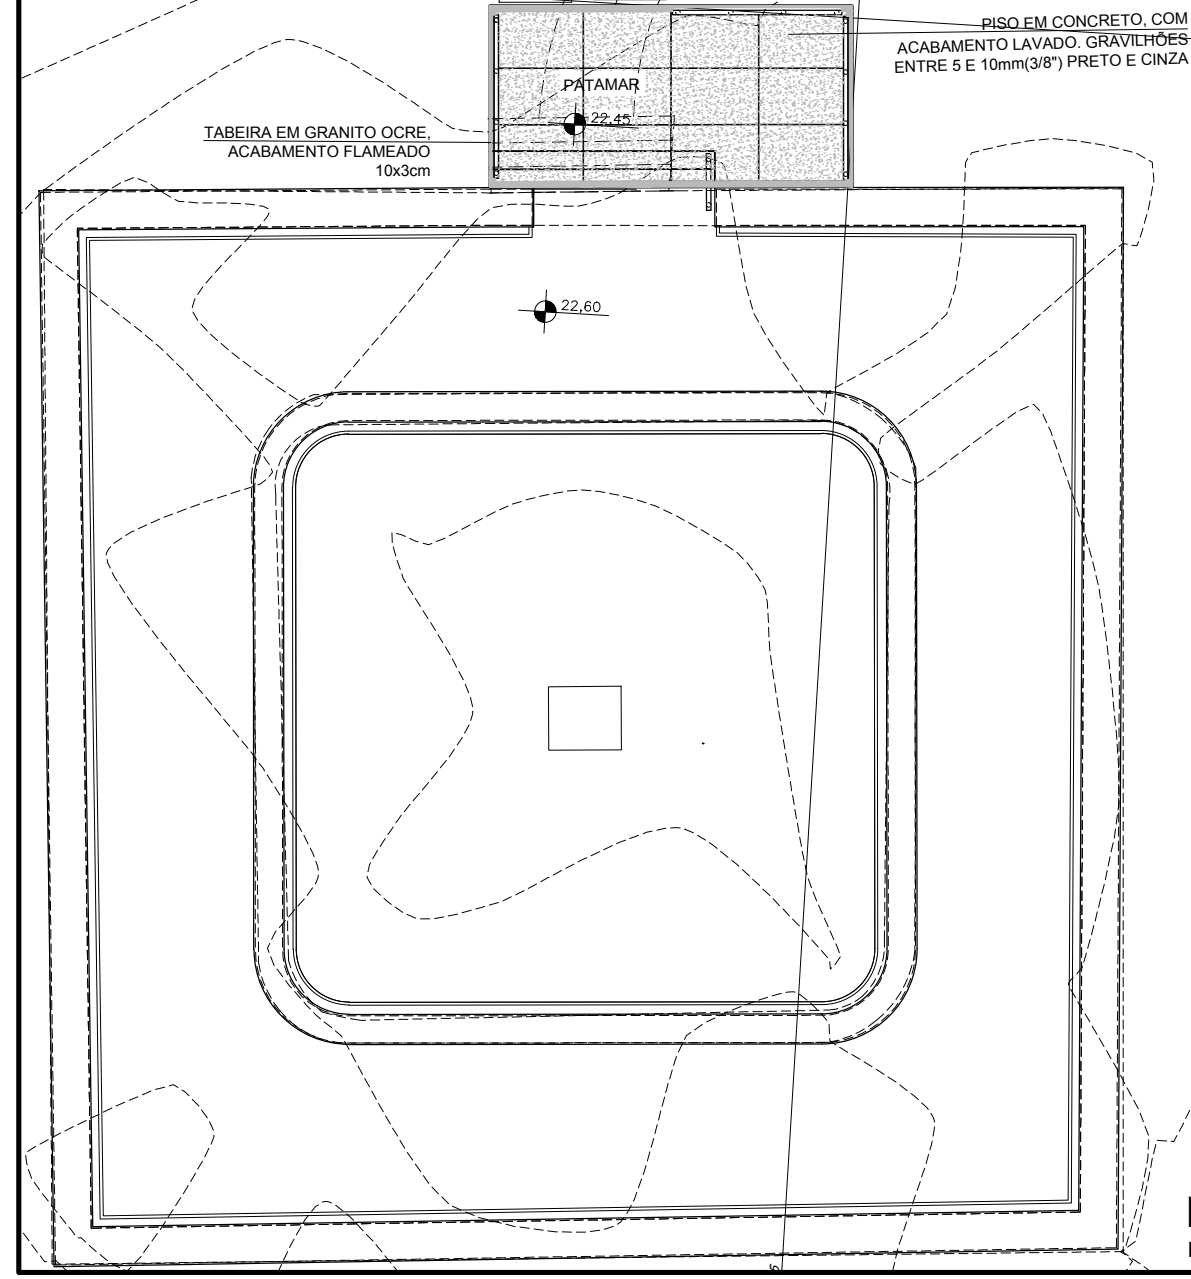 PISO EM CONCRETO, COM
ACABAMENTO LAVADO. GRAVILHÕES
ENTRE 5 E 10mm(3/8") PRETO E CINZA
PATAMAR
22,45
TABEIRA EM GRANITO OCRE,
ACABAMENTO FLAMEADO
10x3cm
22,60